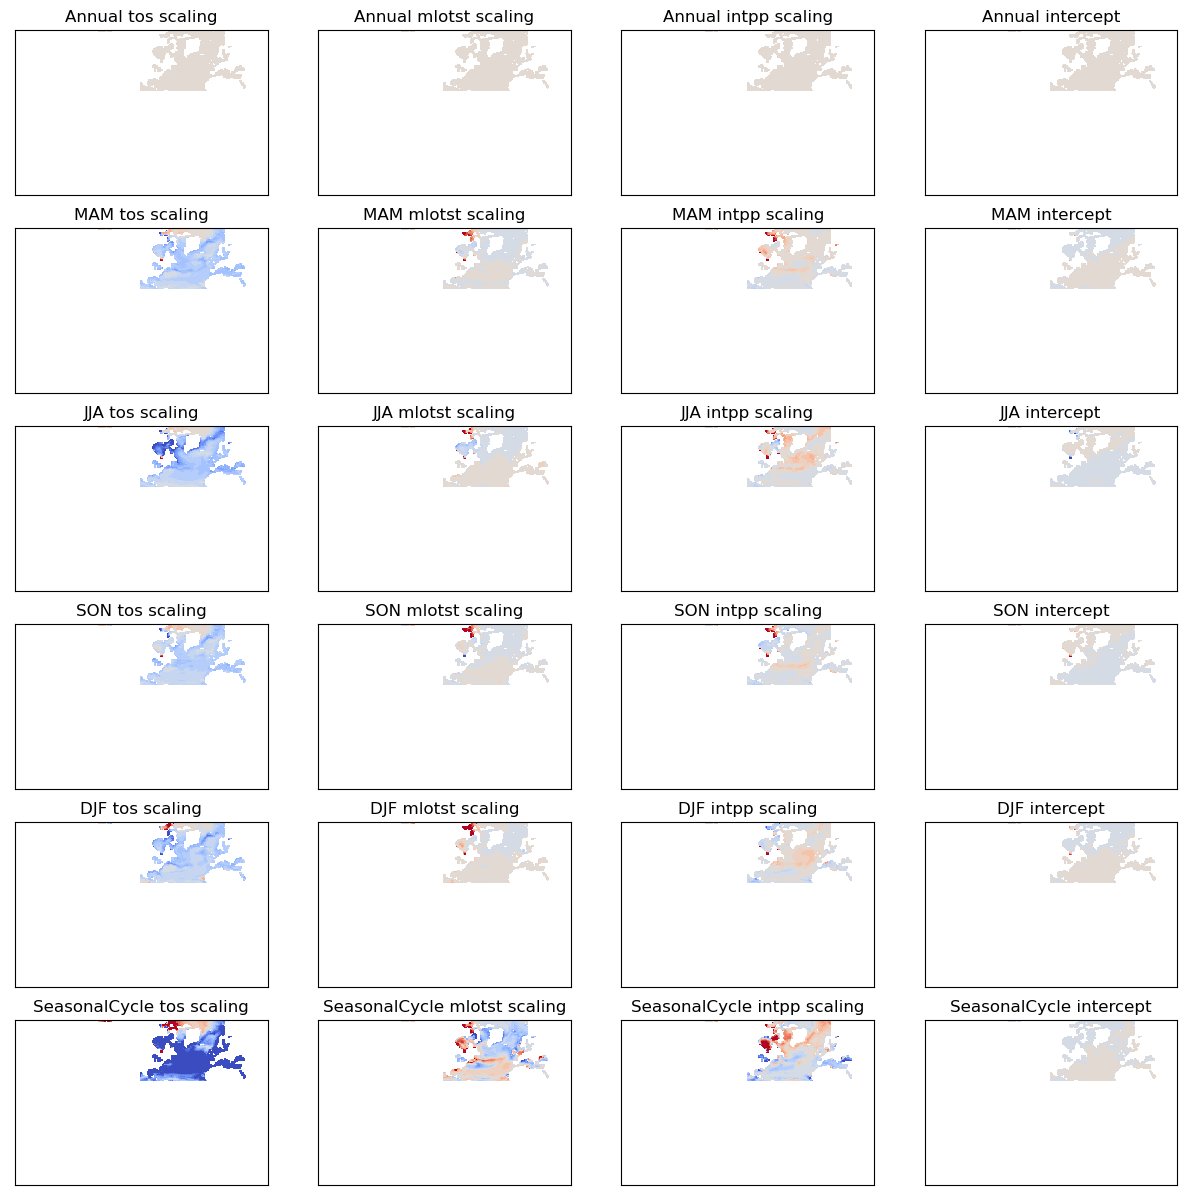 Annual tos scaling
Annual mlotst scaling
Annual intpp scaling
Annual intercept
MAM tos scaling
MAM mlotst scaling
MAM intpp scaling
MAM intercept
JJA tos scaling
JJA mlotst scaling
JJA intpp scaling
JJA intercept
SON tos scaling
SON mlotst scaling
SON intpp scaling
SON intercept
DJF tos scaling
DJF mlotst scaling
DJF intpp scaling
DJF intercept
SeasonalCycle tos scaling
SeasonalCycle mlotst scaling
SeasonalCycle intpp scaling
SeasonalCycle intercept